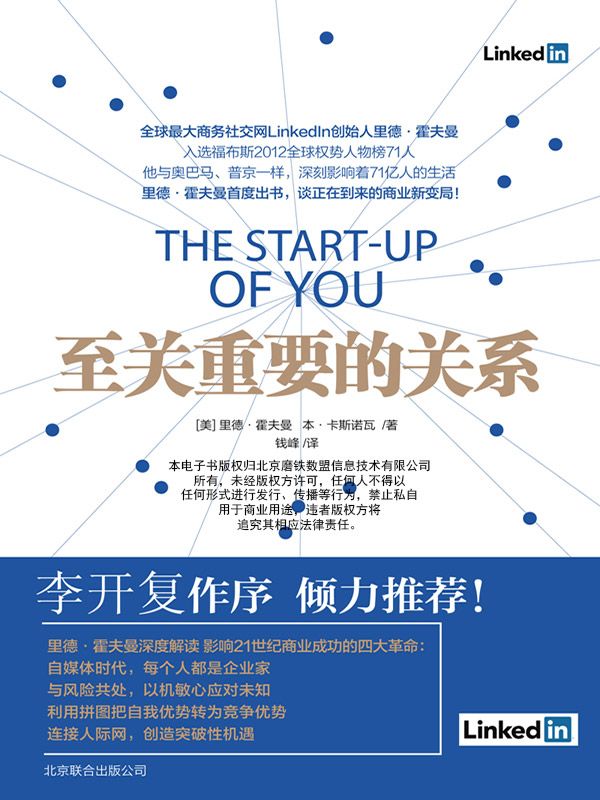 Linked in
全球最大商务社交网LinkedIn创始人里德·霍夫曼
入选福布斯2012全球权势人物榜71人
他与奥巴马、普京一样，深刻影响着71亿人的生活
里德·霍夫曼首度出书，谈正在到来的商业新变局！
THE START-UP
OF YOU
至关重要的关系
[美] 里德·霍夫曼 本·卡斯诺瓦 /著
钱峰 /译
本电子书版权归北京磨铁数盟信息技术有限公司
所有，未经版权方许可，任何人不得以
任何形式进行发行、传播等行为，禁止私自
用于商业用途，违者版权方将
追究其相应法律责任。
李开复作序 倾力推荐！
里德·霍夫曼深度解读 影响21世纪商业成功的四大革命：
自媒体时代，每个人都是企业家
与风险共处，以机敏心应对未知
利用拼图把自我优势转为竞争优势
连接人际网，创造突破性机遇
Linked in
北京联合出版公司